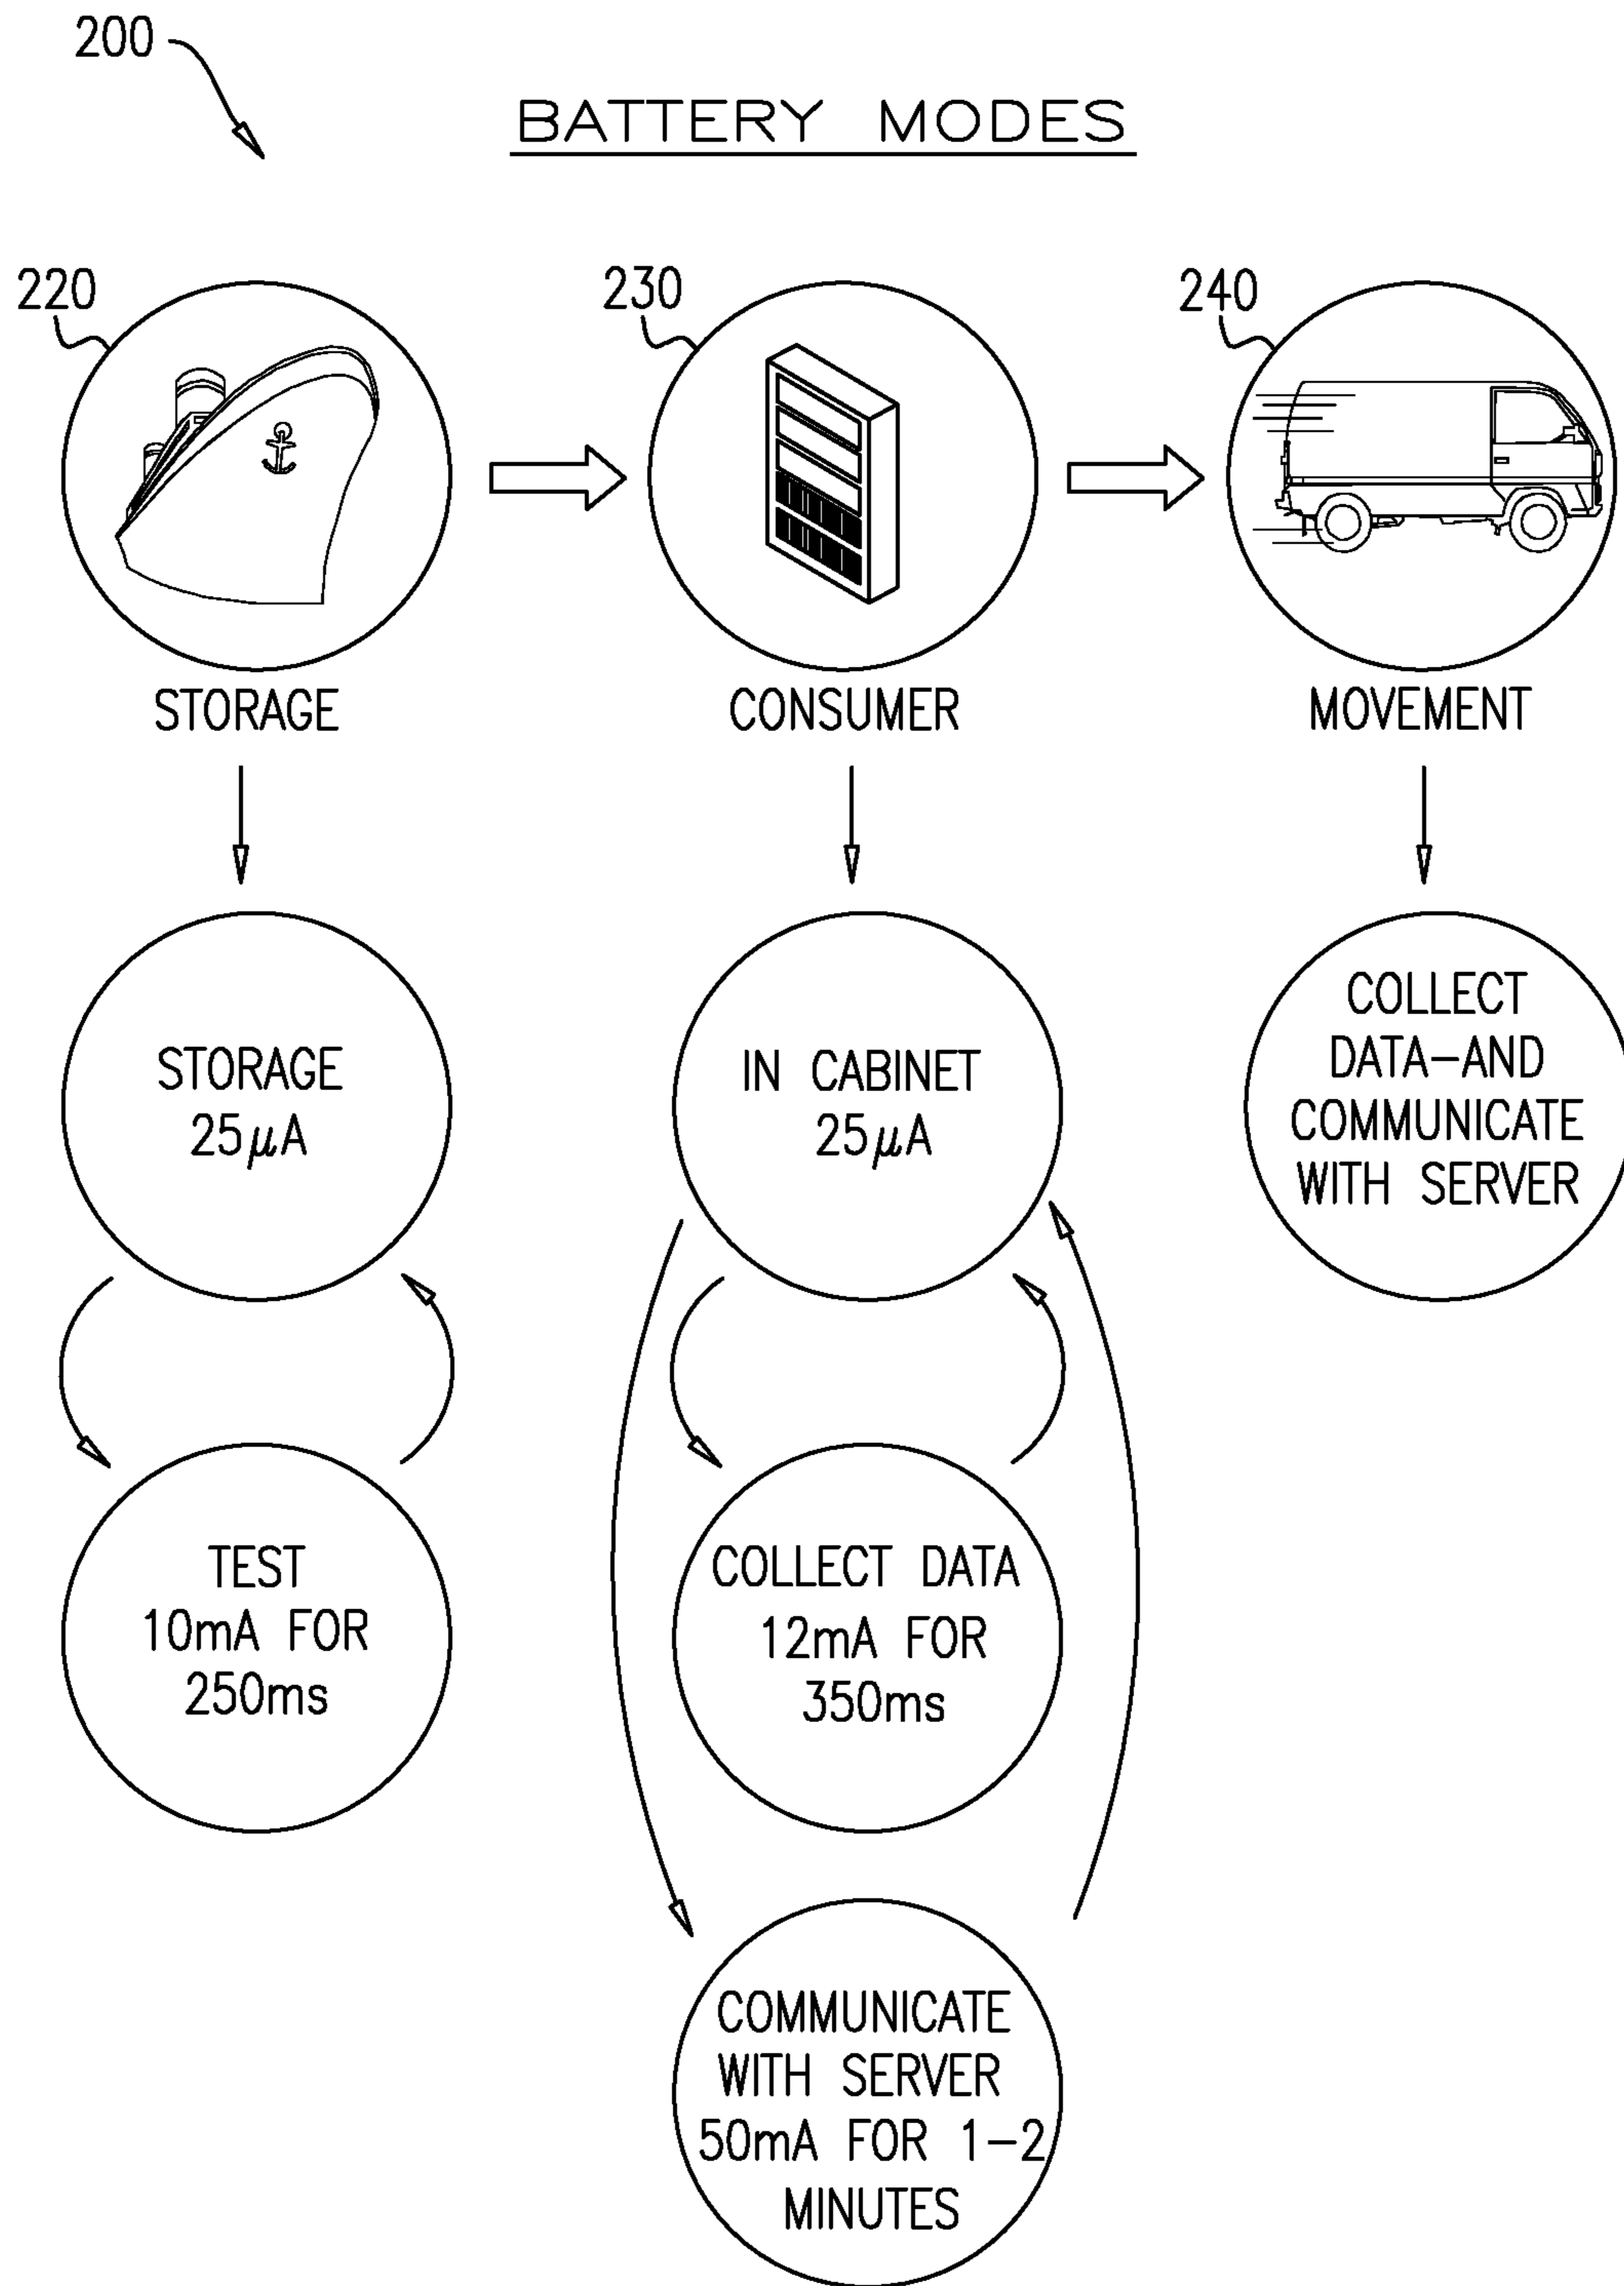 200
BATTERY MODES
220
230
240
STORAGE
CONSUMER
MOVEMENT
STORAGE
25μA
IN CABINET
25μA
COLLECT
DATA-AND
COMMUNICATE
WITH SERVER
TEST
10mA FOR
250ms
COLLECT DATA
12mA FOR
350ms
COMMUNICATE
WITH SERVER
50mA FOR 1-2
MINUTES